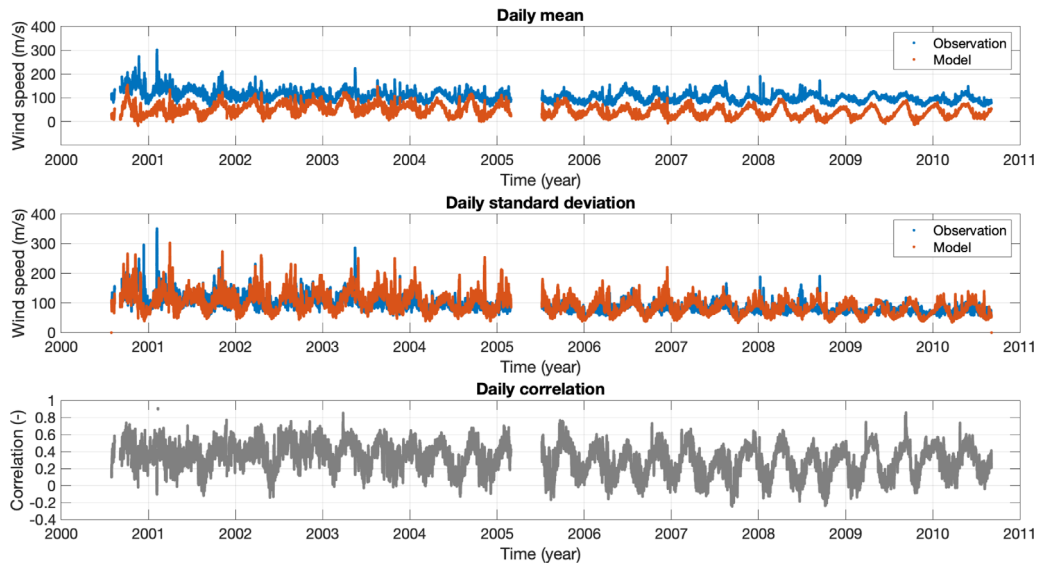 Daily mean
Wind speed (m/s)
400
300
200
100
0
Observation
Model
2000 2001 2002 2003 2004 2005 2006 2007 2008 2009 2010 2011
Time (year)
Daily standard deviation
Wind speed (m/s)
400
300
200
100
0
Observation
Model
2000 2001 2002 2003 2004 2005 2006 2007 2008 2009 2010 2011
Time (year)
Daily correlation
Correlation (-)
1
0.8
0.6
0.4
0.2
0
-0.2
-0.4
2000 2001 2002 2003 2004 2005 2006 2007 2008 2009 2010 2011
Time (year)